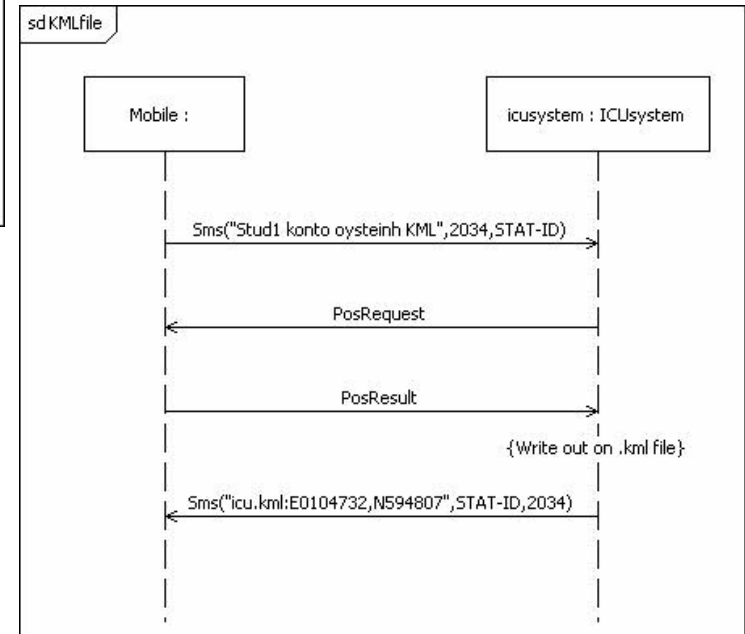 sd KMLfile
Mobile :
icusystem : ICUsystem
Sms("Stud1 konto oysteinh KML",2034,STAT-ID)
PosRequest
PosResult
{Write out on .kml file}
Sms("icu.kml:E0104732,N594807",STAT-ID,2034)